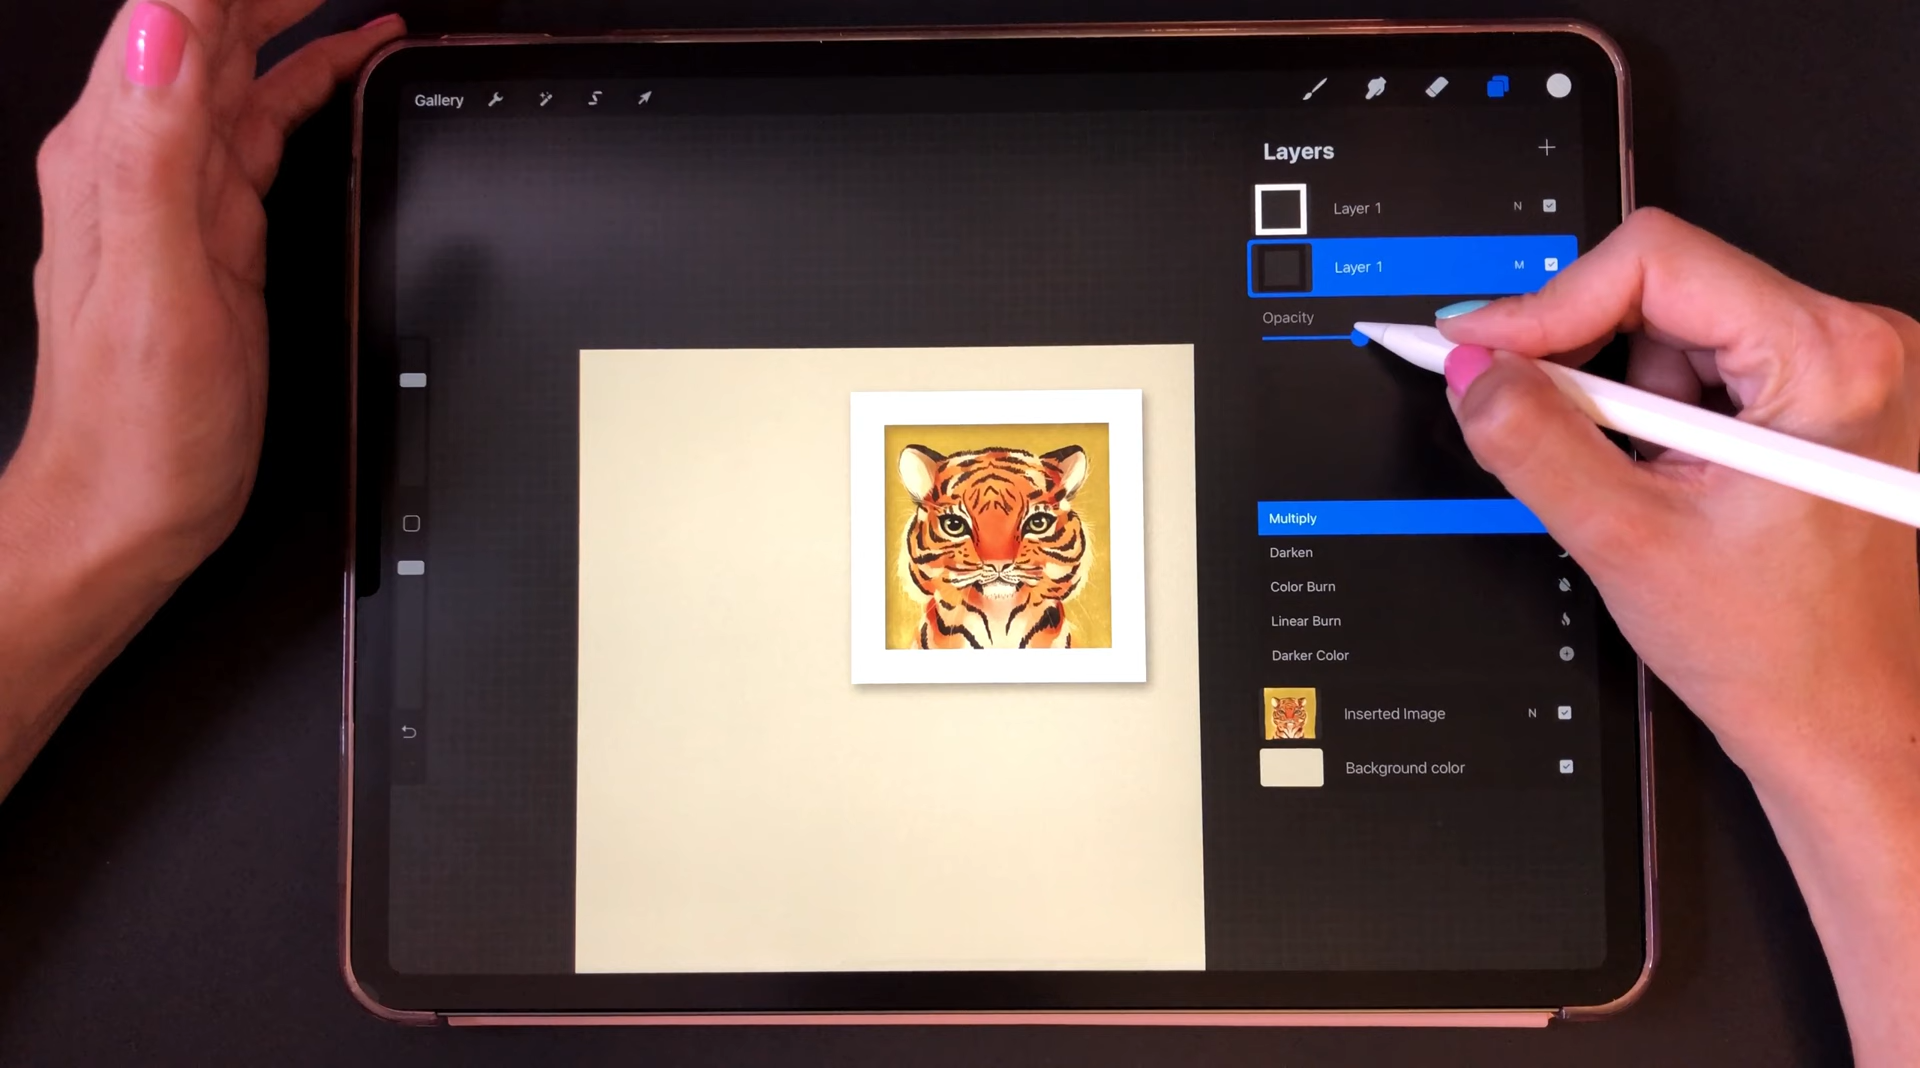 Gallery
Layers
Layer 1 N
Layer 1 M
Opacity
Multiply
Darken
Color Burn
Linear Burn
Darker Color
Inserted Image N
Background color